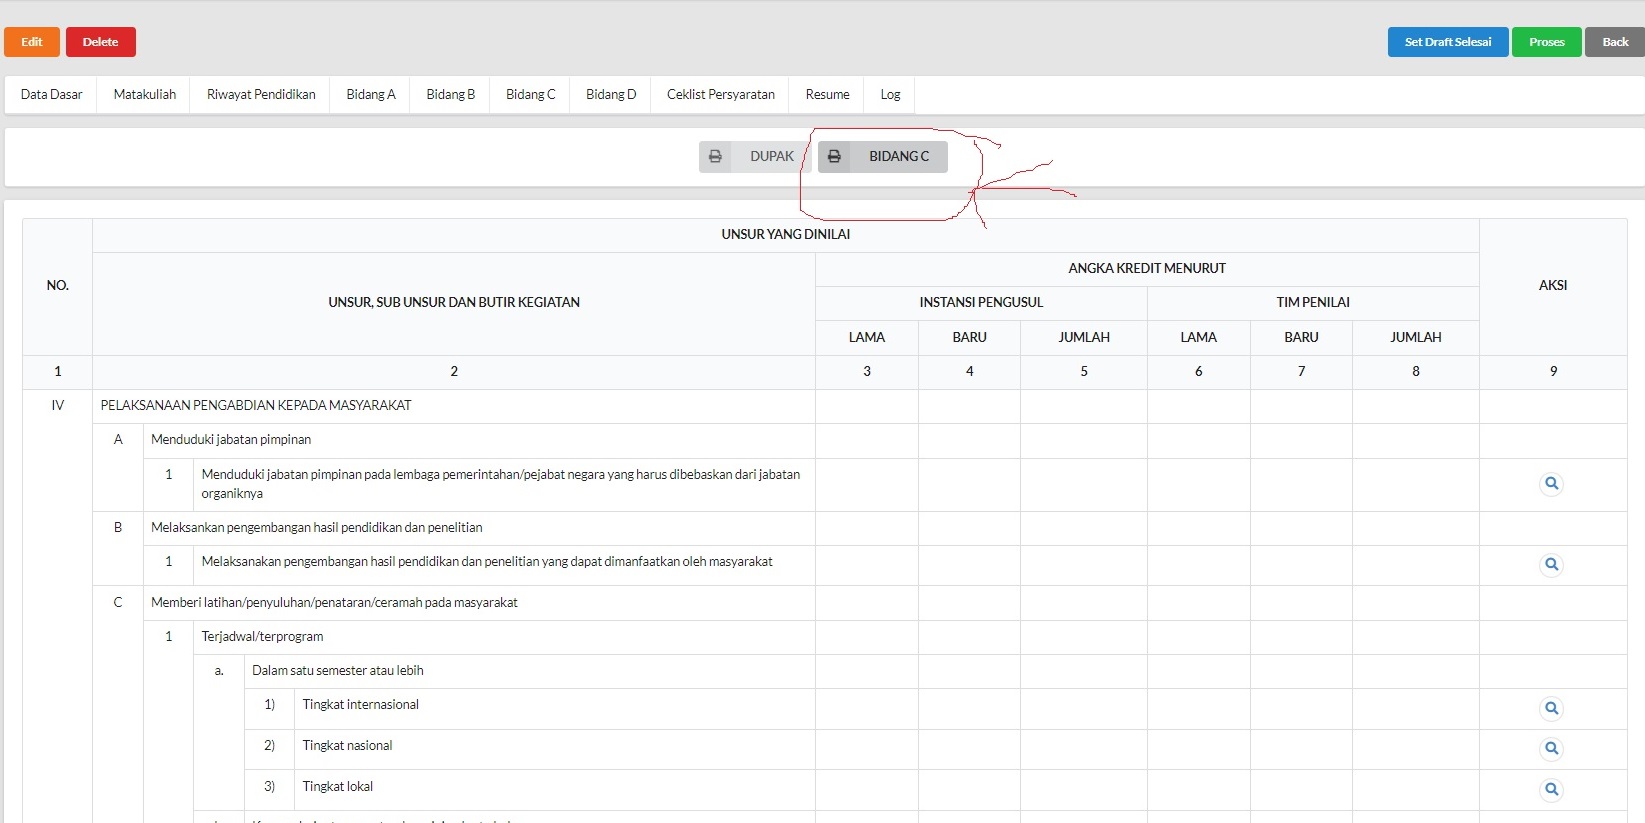 Edit Delete Set Draft Selesai Proses Back
Data Dasar Matakuliah Riwayat Pendidikan Bidang A Bidang B Bidang C Bidang D Ceklist Persyaratan Resume Log
DUPAK BIDANG C
UNSUR YANG DINILAI
ANGKA KREDIT MENURUT
NO. AKSI
UNSUR, SUB UNSUR DAN BUTIR KEGIATAN INSTANSI PENGUSUL TIM PENILAI
LAMA BARU JUMLAH LAMA BARU JUMLAH
1 2 3 4 5 6 7 8 9
IV PELAKSANAAN PENGABDIAN KEPADA MASYARAKAT
A Menduduki jabatan pimpinan
1 Menduduki jabatan pimpinan pada lembaga pemerintahan/pejabat negara yang harus dibebaskan dari jabatan
organiknya
B Melaksankan pengembangan hasil pendidikan dan penelitian
1 Melaksanakan pengembangan hasil pendidikan dan penelitian yang dapat dimanfaatkan oleh masyarakat
C Memberi latihan/penyuluhan/penataran/ceramah pada masyarakat
1 Terjadwal/terprogram
a. Dalam satu semester atau lebih
1) Tingkat internasional
2) Tingkat nasional
3) Tingkat lokal